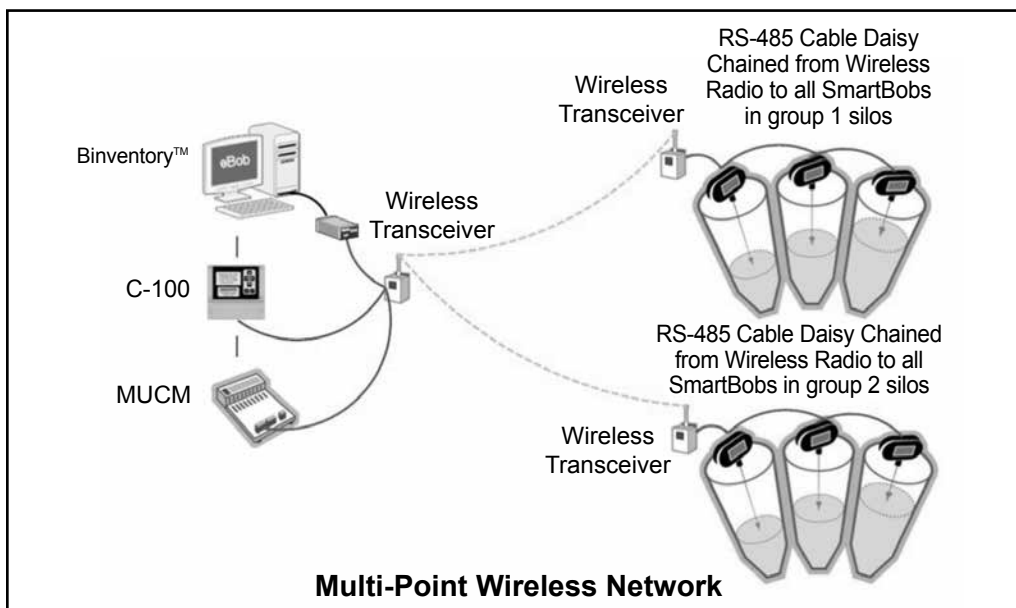 RS-485 Cable Daisy
Chained from Wireless
Radio to all SmartBobs
in group 1 silos
Wireless
Transceiver
Binventory™
eBob
Wireless
Transceiver
C-100
MUCM
RS-485 Cable Daisy Chained
from Wireless Radio to all
SmartBobs in group 2 silos
Wireless
Transceiver
Multi-Point Wireless Network